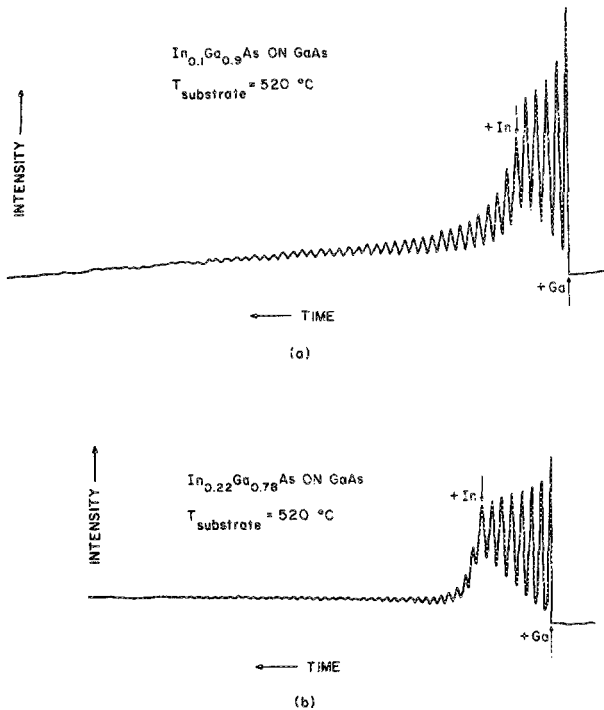 In0.1Ga0.9As ON GaAs
Tsubstrate = 520 °C
INTENSITY
+In
+Ga
TIME
(a)
In0.22Ga0.78As ON GaAs
Tsubstrate = 520 °C
INTENSITY
+In
+Ga
TIME
(b)